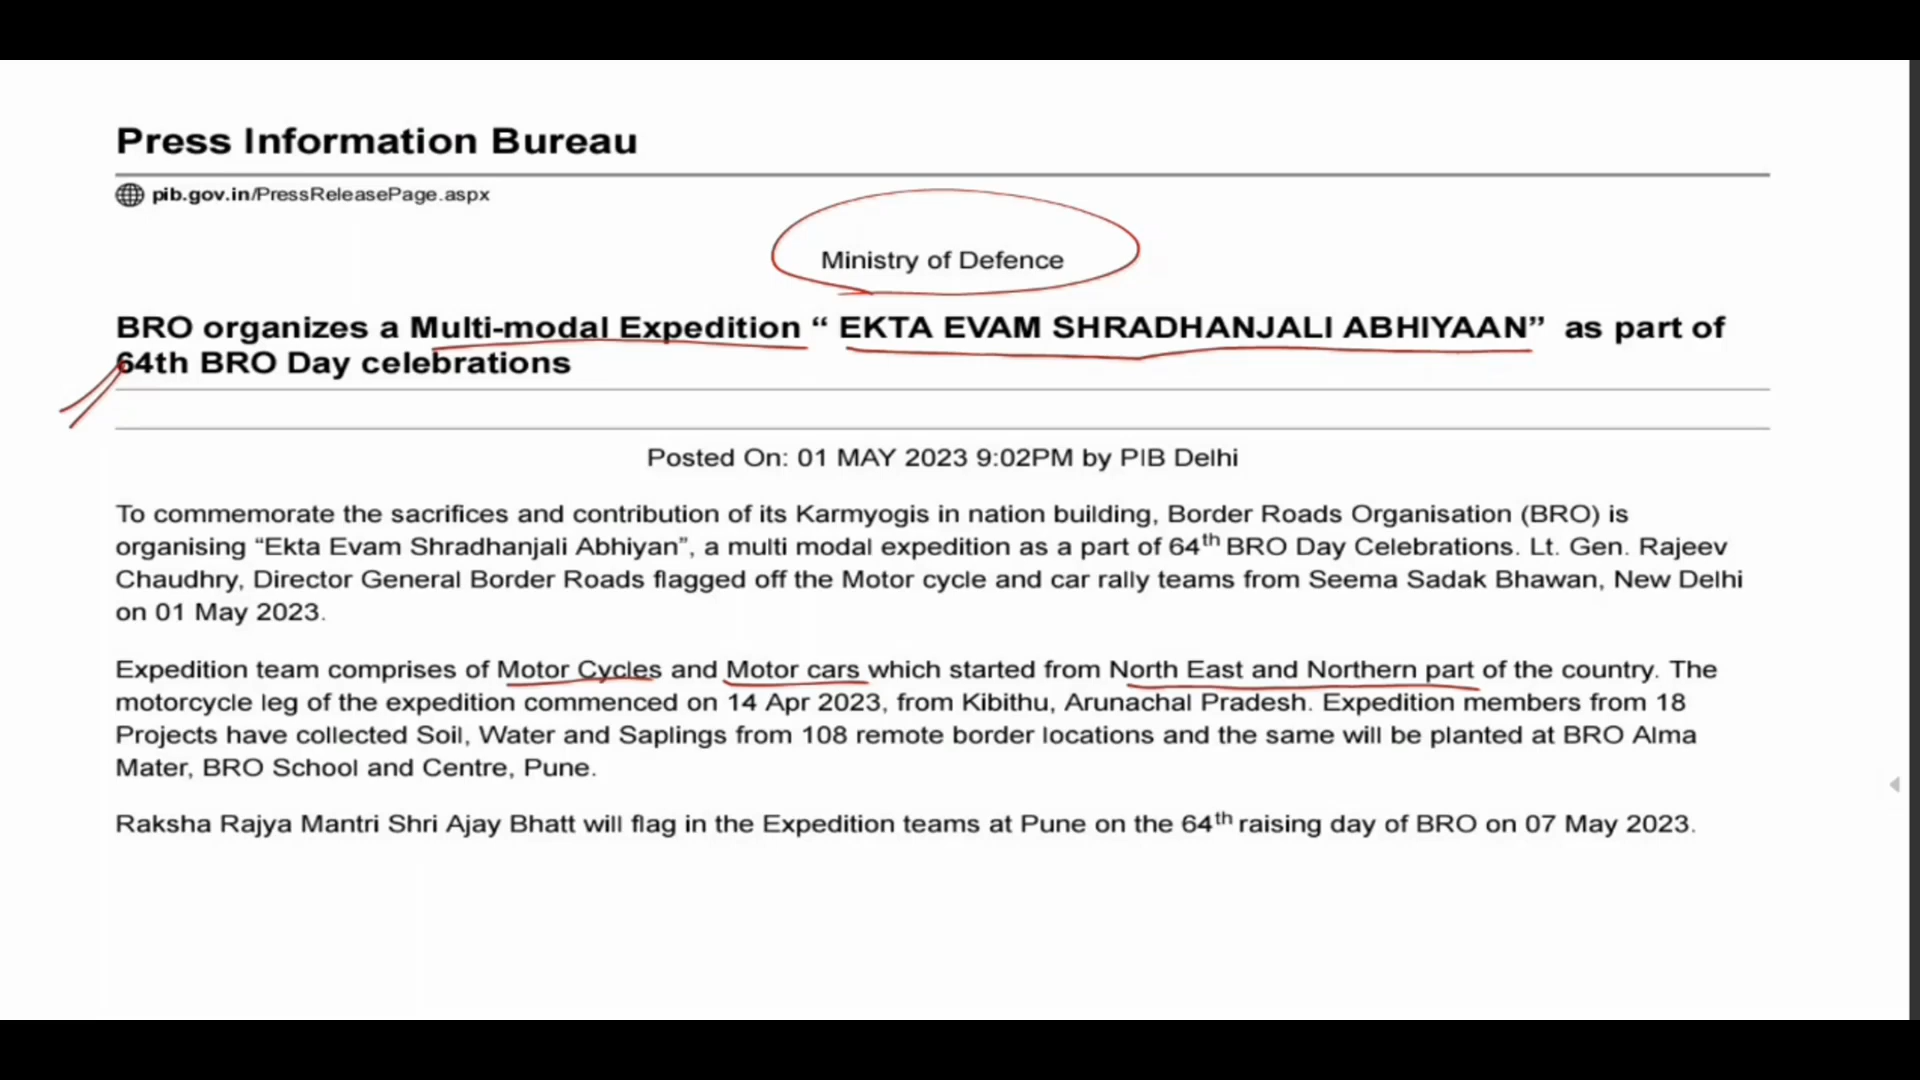 Press Information Bureau
pib.gov.in/PressReleasePage.aspx
Ministry of Defence
BRO organizes a Multi-modal Expedition “ EKTA EVAM SHRADHANJALI ABHIYAAN” as part of
64th BRO Day celebrations
Posted On: 01 MAY 2023 9:02PM by PIB Delhi
To commemorate the sacrifices and contribution of its Karmyogis in nation building, Border Roads Organisation (BRO) is
organising “Ekta Evam Shradhanjali Abhiyan”, a multi modal expedition as a part of 64th BRO Day Celebrations. Lt. Gen. Rajeev
Chaudhry, Director General Border Roads flagged off the Motor cycle and car rally teams from Seema Sadak Bhawan, New Delhi
on 01 May 2023.
Expedition team comprises of Motor Cycles and Motor cars which started from North East and Northern part of the country. The
motorcycle leg of the expedition commenced on 14 Apr 2023, from Kibithu, Arunachal Pradesh. Expedition members from 18
Projects have collected Soil, Water and Saplings from 108 remote border locations and the same will be planted at BRO Alma
Mater, BRO School and Centre, Pune.
Raksha Rajya Mantri Shri Ajay Bhatt will flag in the Expedition teams at Pune on the 64th raising day of BRO on 07 May 2023.